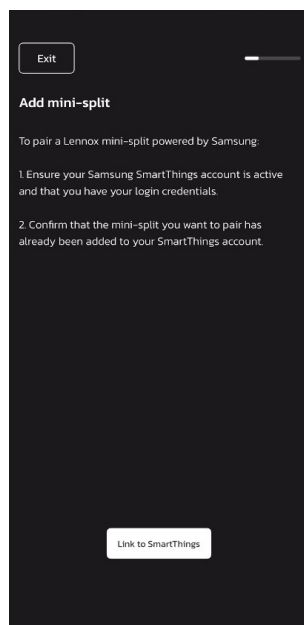 Exit
Add mini-split
To pair a Lennox mini-split powered by Samsung:
1. Ensure your Samsung SmartThings account is active
and that you have your login credentials.
2. Confirm that the mini-split you want to pair has
already been added to your SmartThings account.
Link to SmartThings